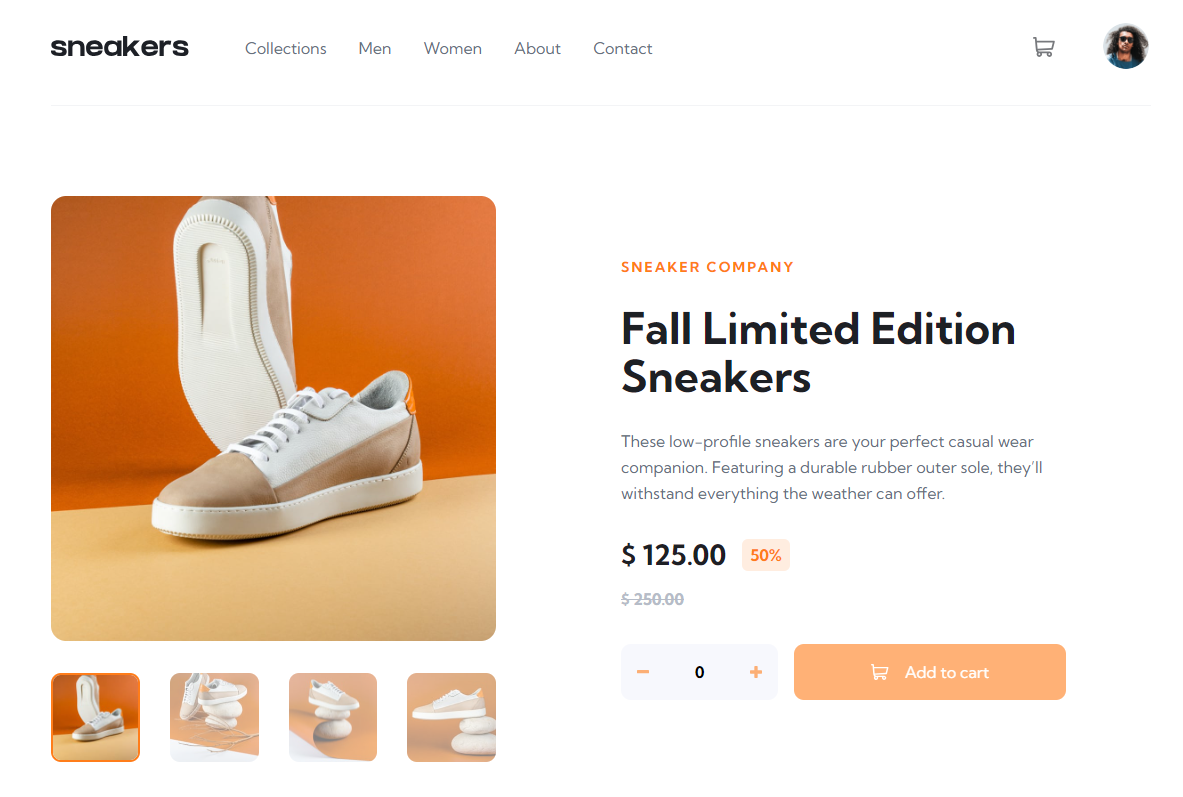 sneakers
Collections Men Women About Contact
SNEAKER COMPANY
Fall Limited Edition
Sneakers
These low-profile sneakers are your perfect casual wear
companion. Featuring a durable rubber outer sole, they'll
withstand everything the weather can offer.
$ 125.00 50%
$ 250.00
0 Add to cart